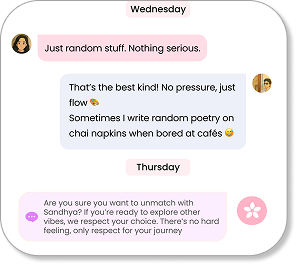 Wednesday
Just random stuff. Nothing serious.
That's the best kind! No pressure, just
flow 🎨
Sometimes I write random poetry on
chai napkins when bored at cafés 😅
Thursday
Are you sure you want to unmatch with
Sandhya? If you're ready to explore other
vibes, we respect your choice. There's no hard
feeling, only respect for your journey